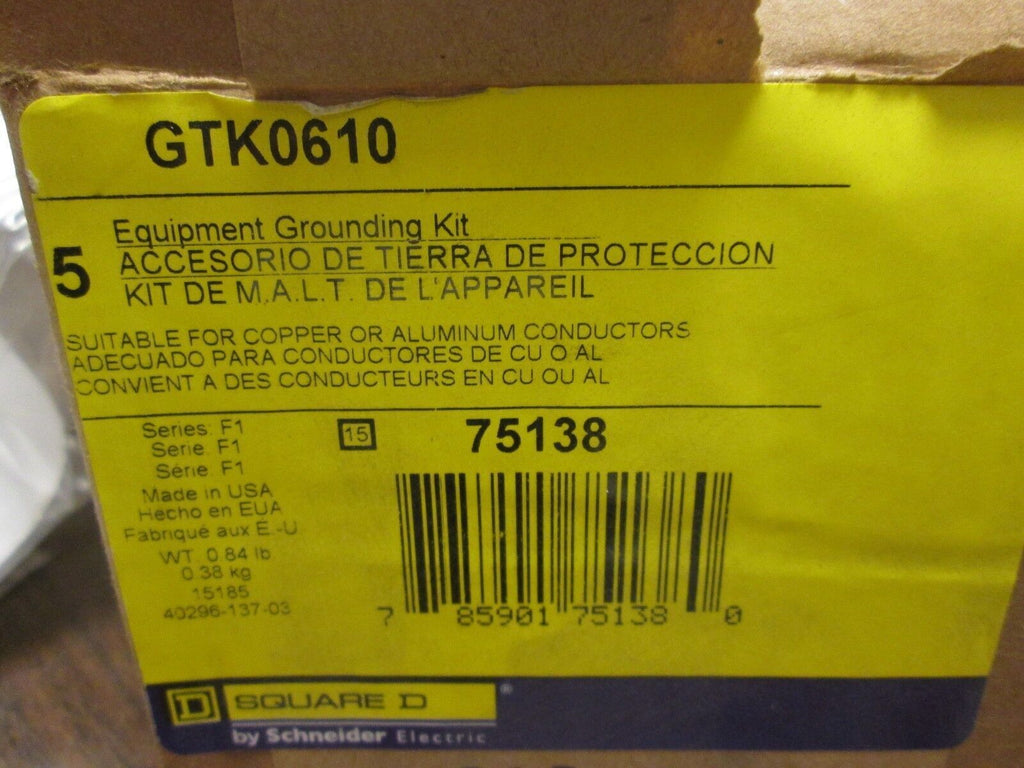 GTK0610
5
Equipment Grounding Kit
ACCESORIO DE TIERRA DE PROTECCION
KIT DE M.A.L.T. DE L'APPAREIL
SUITABLE FOR COPPER OR ALUMINUM CONDUCTORS
ADECUADO PARA CONDUCTORES DE CU O AL
CONVIENT A DES CONDUCTEURS EN CU OU AL
Series: F1
Serie: F1
Série: F1
Made in USA
Hecho en EUA
Fabriqué aux É.-U
WT. 0.84 lb
0.38 kg
15185
40296-137-03
15
75138
7 85901 75138 0
D SQUARE D ®
by Schneider Electric